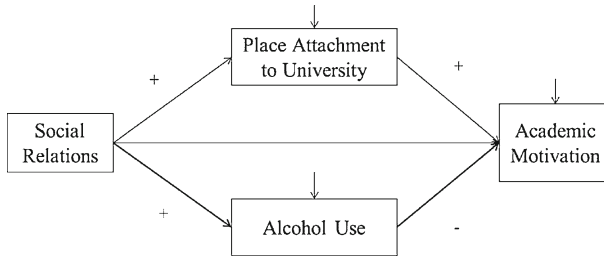 Place Attachment
to University
+
+
Social
Relations
Academic
Motivation
+
-
Alcohol Use